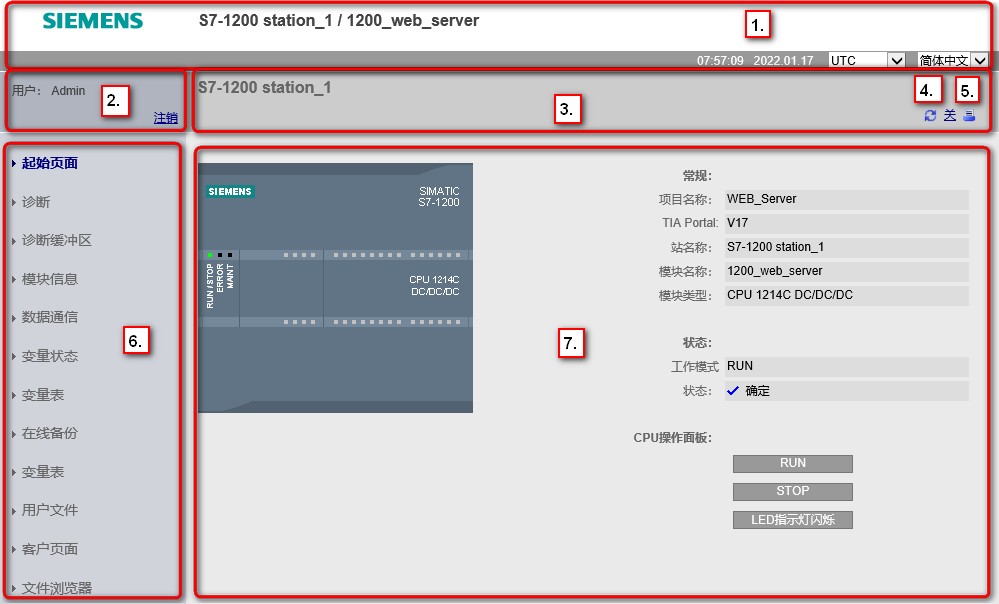 SIEMENS
S7-1200 station_1 / 1200_web_server
1.
07:57:09 2022.01.17 UTC 简体中文
用户: Admin
2.
注销
S7-1200 station_1
3.
4.
5.
关
起始页面
诊断
诊断缓冲区
模块信息
数据通信
变量状态
变量表
在线备份
变量表
用户文件
客户页面
文件浏览器
6.
SIEMENS
SIMATIC
S7-1200
RUN / STOP
ERROR
MAINT
CPU 1214C
DC/DC/DC
7.
常规:
项目名称: WEB_Server
TIA Portal: V17
站名称: S7-1200 station_1
模块名称: 1200_web_server
模块类型: CPU 1214C DC/DC/DC
状态:
工作模式 RUN
状态: 确定
CPU操作面板:
RUN
STOP
LED指示灯闪烁